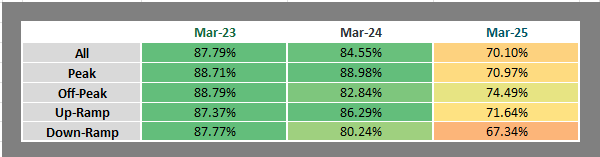 Mar-23 Mar-24 Mar-25
All 87.79% 84.55% 70.10%
Peak 88.71% 88.98% 70.97%
Off-Peak 88.79% 82.84% 74.49%
Up-Ramp 87.37% 86.29% 71.64%
Down-Ramp 87.77% 80.24% 67.34%